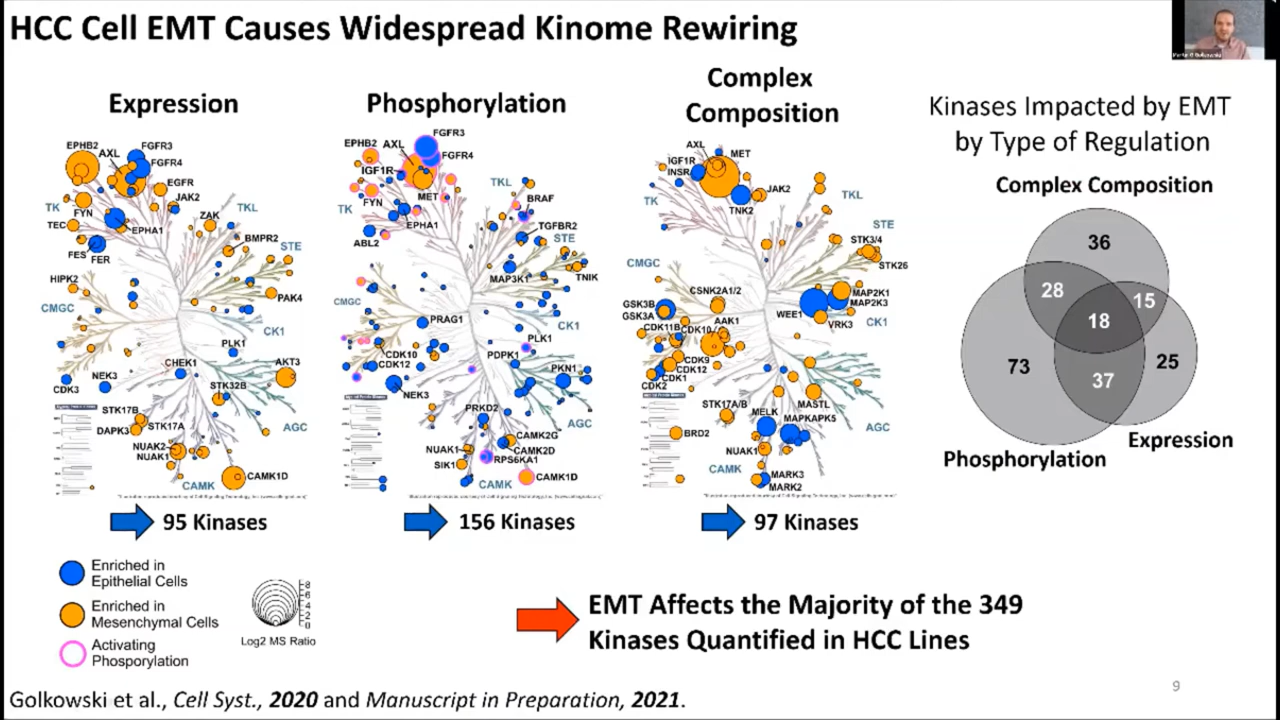 HCC Cell EMT Causes Widespread Kinome Rewiring
Expression
EPHB2
AXL
FGFR3
FGFR4
EGFR
JAK2
TK
FYN
TEC
EPHA1
FES
FER
ZAK
TKL
BMPR2
STE
HIPK2
CMGC
PAK4
CK1
PLK1
CHEK1
AKT3
NEK3
CDK3
STK32B
STK17B
STK17A
DAPK3
AGC
NUAK2
NUAK1
CAMK1D
CAMK
95 Kinases
Phosphorylation
FGFR3
EPHB2
AXL
FGFR4
IGF1R
TKL
MET
BRAF
FYN
TK
EPHA1
TGFBR2
ABL2
STE
MAP3K1
TNIK
CMGC
PRAG1
CK1
PLK1
CDK10
CDK12
PDPK1
PKN1
NEK3
PRKD2
AGC
CAMK2G
CAMK2D
NUAK1
RPS6KA1
SIK1
CAMK1D
CAMK
156 Kinases
Complex
Composition
AXL
MET
IGF1R
INSR
JAK2
TKL
TK
TNK2
STE
STK3/4
STK26
CMGC
CSNK2A1/2
MAP2K1
MAP2K3
GSK3B
GSK3A
WEE1
AAK1
VRK3
CK1
CDK11B
CDK10
CDK9
CDK12
CDK1
CDK2
STK17A/B
MASTL
MELK
MAPKAPK5
AGC
BRD2
NUAK1
CAMK
MARK3
MARK2
97 Kinases
Kinases Impacted by EMT
by Type of Regulation
Complex Composition
36
28
15
18
73
25
37
Expression
Phosphorylation
Enriched in
Epithelial Cells
Enriched in
Mesenchymal Cells
Activating
Phosporylation
8
6
4
2
0
Log2 MS Ratio
EMT Affects the Majority of the 349
Kinases Quantified in HCC Lines
9
Golkowski et al., Cell Syst., 2020 and Manuscript in Preparation, 2021.